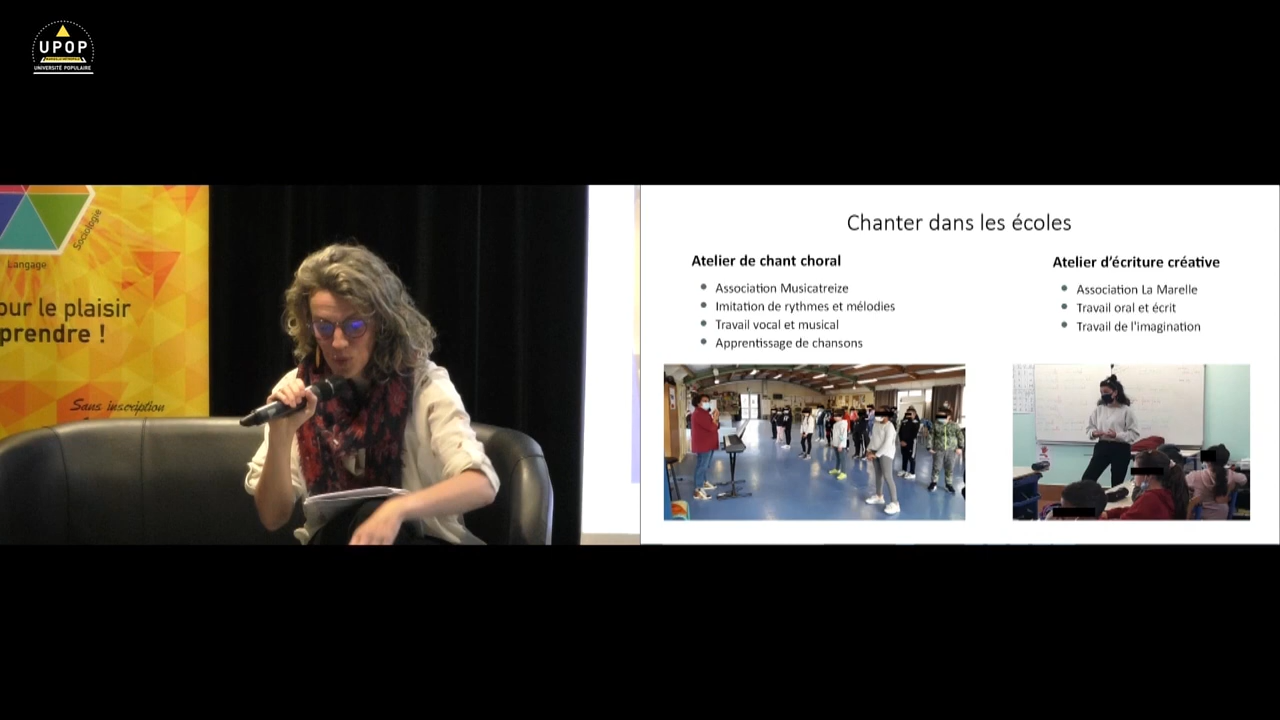 UPOP
UNIVERSITÉ POPULAIRE
Langage
Sociologie
our le plaisir
prendre !
Sans inscription
Chanter dans les écoles
Atelier de chant choral
Association Musicatreize
Imitation de rythmes et mélodies
Travail vocal et musical
Apprentissage de chansons
Atelier d'écriture créative
Association La Marelle
Travail oral et écrit
Travail de l'imagination